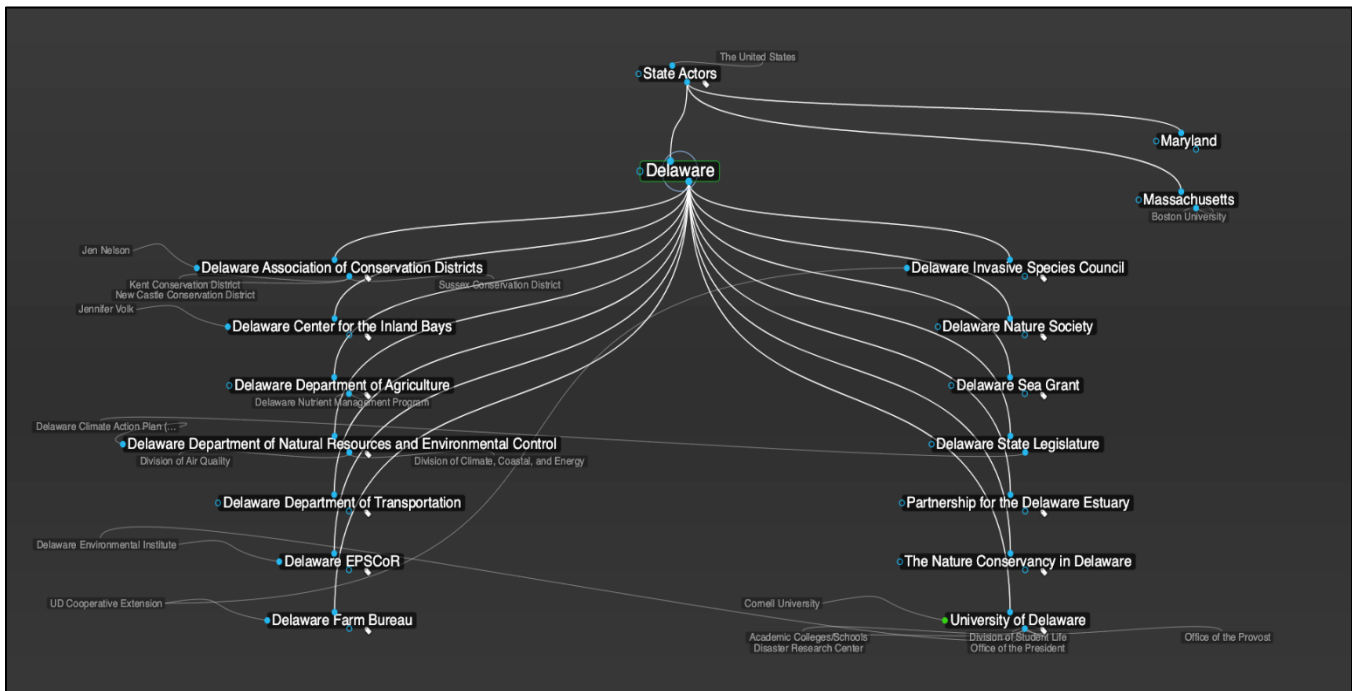 The United States
State Actors
Maryland
Delaware
Massachusetts
Boston University
Jen Nelson
Delaware Association of Conservation Districts
Kent Conservation District
Sussex Conservation District
New Castle Conservation District
Jennifer Volk
Delaware Center for the Inland Bays
Delaware Department of Agriculture
Delaware Nutrient Management Program
Delaware Climate Action Plan (...
Delaware Department of Natural Resources and Environmental Control
Division of Air Quality
Division of Climate, Coastal, and Energy
Delaware Department of Transportation
Delaware Environmental Institute
Delaware EPSCoR
UD Cooperative Extension
Delaware Farm Bureau
Delaware Invasive Species Council
Delaware Nature Society
Delaware Sea Grant
Delaware State Legislature
Partnership for the Delaware Estuary
The Nature Conservancy in Delaware
Cornell University
University of Delaware
Academic Colleges/Schools
Division of Student Life
Office of the Provost
Disaster Research Center
Office of the President